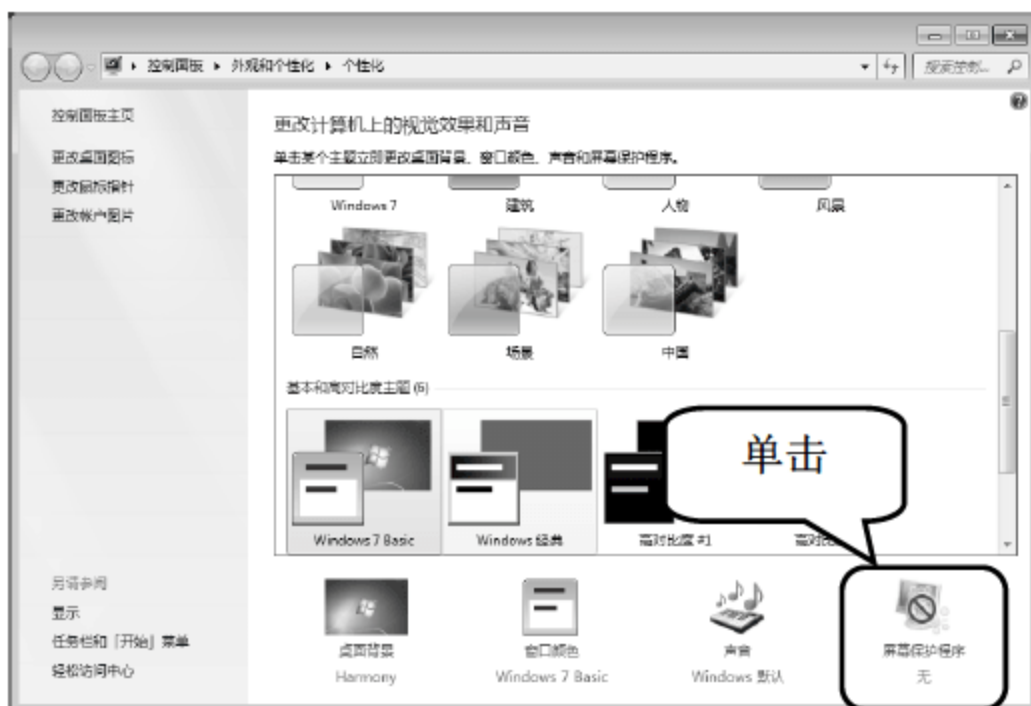 控制面板 ▸ 外观和个性化 ▸ 个性化
搜索控制...
控制面板主页
更改桌面图标
更改鼠标指针
更改帐户图片
更改计算机上的视觉效果和声音
单击某个主题立即更改桌面背景、窗口颜色、声音和屏幕保护程序。
Windows 7 建筑 人物 风景
自然 场景 中国
基本和高对比度主题 (6)
单击
Windows 7 Basic Windows 经典 高对比度 #1
另请参阅
显示
任务栏和「开始」菜单
轻松访问中心
桌面背景 窗口颜色 声音 屏幕保护程序
Harmony Windows 7 Basic Windows 默认 无